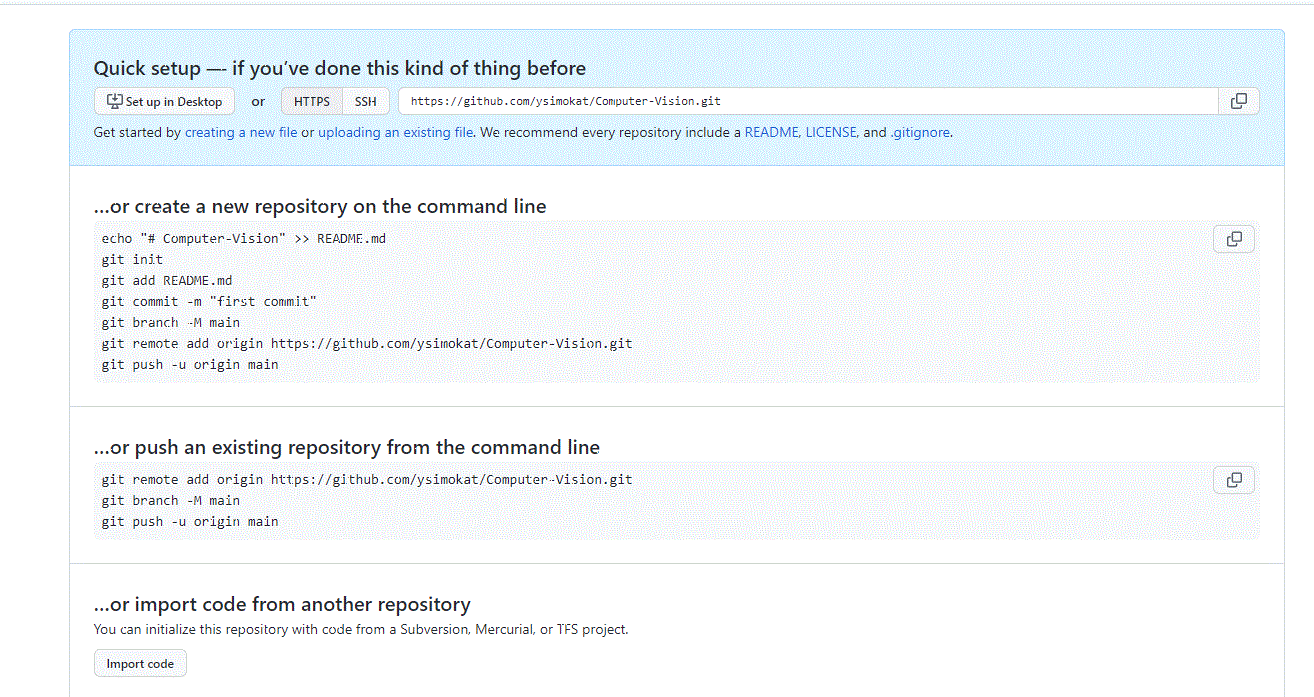 Quick setup — if you've done this kind of thing before
Set up in Desktop or HTTPS SSH https://github.com/ysimokat/Computer-Vision.git
Get started by creating a new file or uploading an existing file. We recommend every repository include a README, LICENSE, and .gitignore.
…or create a new repository on the command line
echo "# Computer-Vision" >> README.md
git init
git add README.md
git commit -m "first commit"
git branch -M main
git remote add origin https://github.com/ysimokat/Computer-Vision.git
git push -u origin main
…or push an existing repository from the command line
git remote add origin https://github.com/ysimokat/Computer-Vision.git
git branch -M main
git push -u origin main
…or import code from another repository
You can initialize this repository with code from a Subversion, Mercurial, or TFS project.
Import code